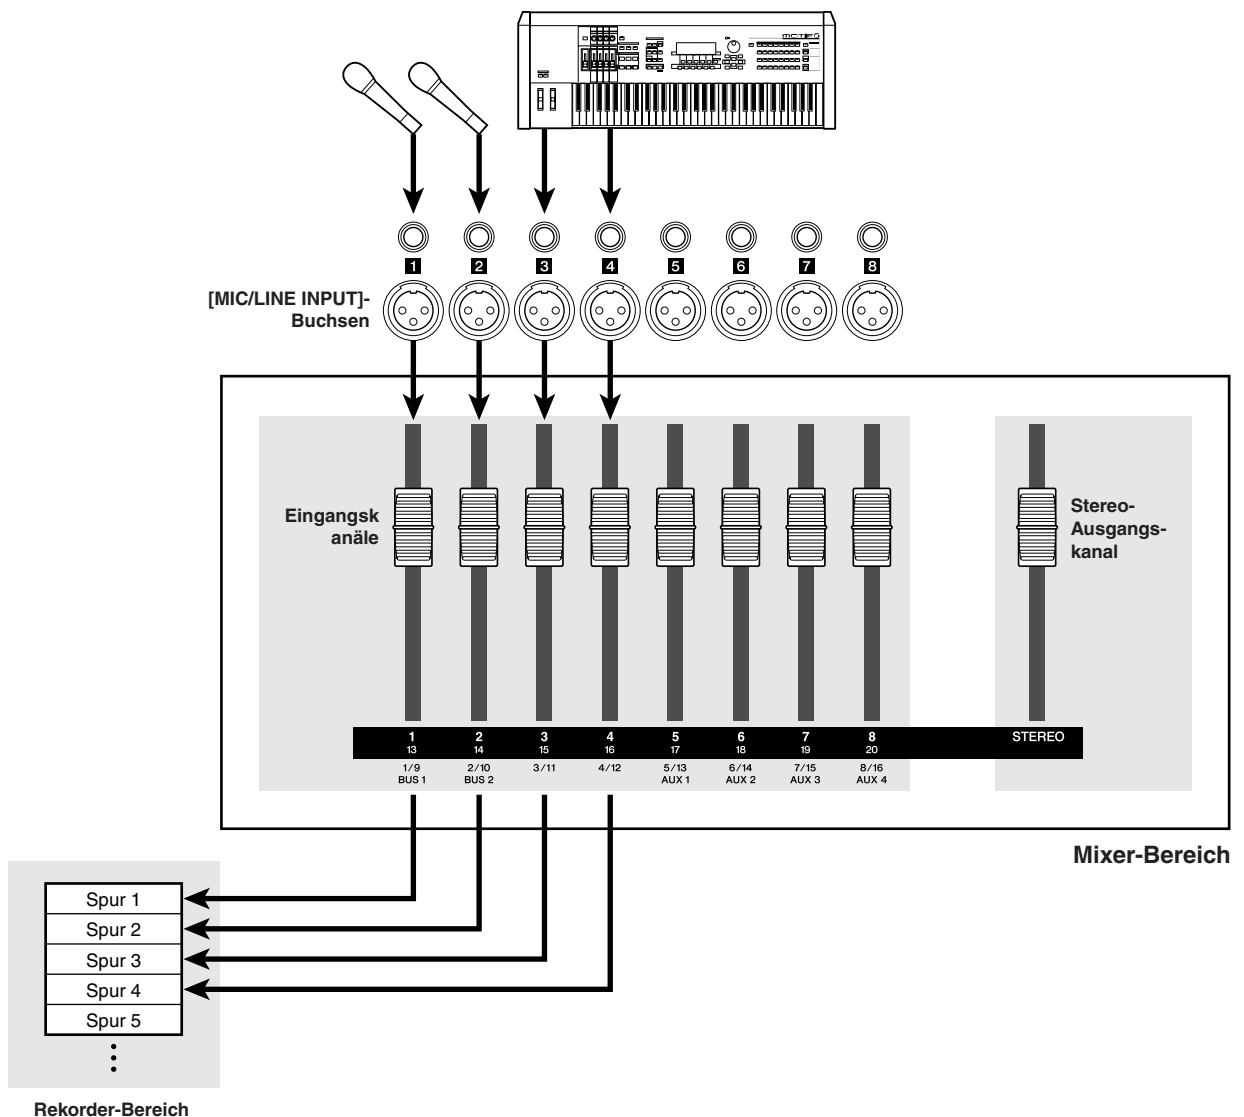 1 2 3 4 5 6 7 8
[MIC/LINE INPUT]-
Buchsen
Eingangsk
anäle
Stereo-
Ausgangs-
kanal
1 2 3 4 5 6 7 8 STEREO
13 14 15 16 17 18 19 20
1/9 2/10 3/11 4/12 5/13 6/14 7/15 8/16
BUS 1 BUS 2 AUX 1 AUX 2 AUX 3 AUX 4
Mixer-Bereich
Spur 1
Spur 2
Spur 3
Spur 4
Spur 5
Rekorder-Bereich